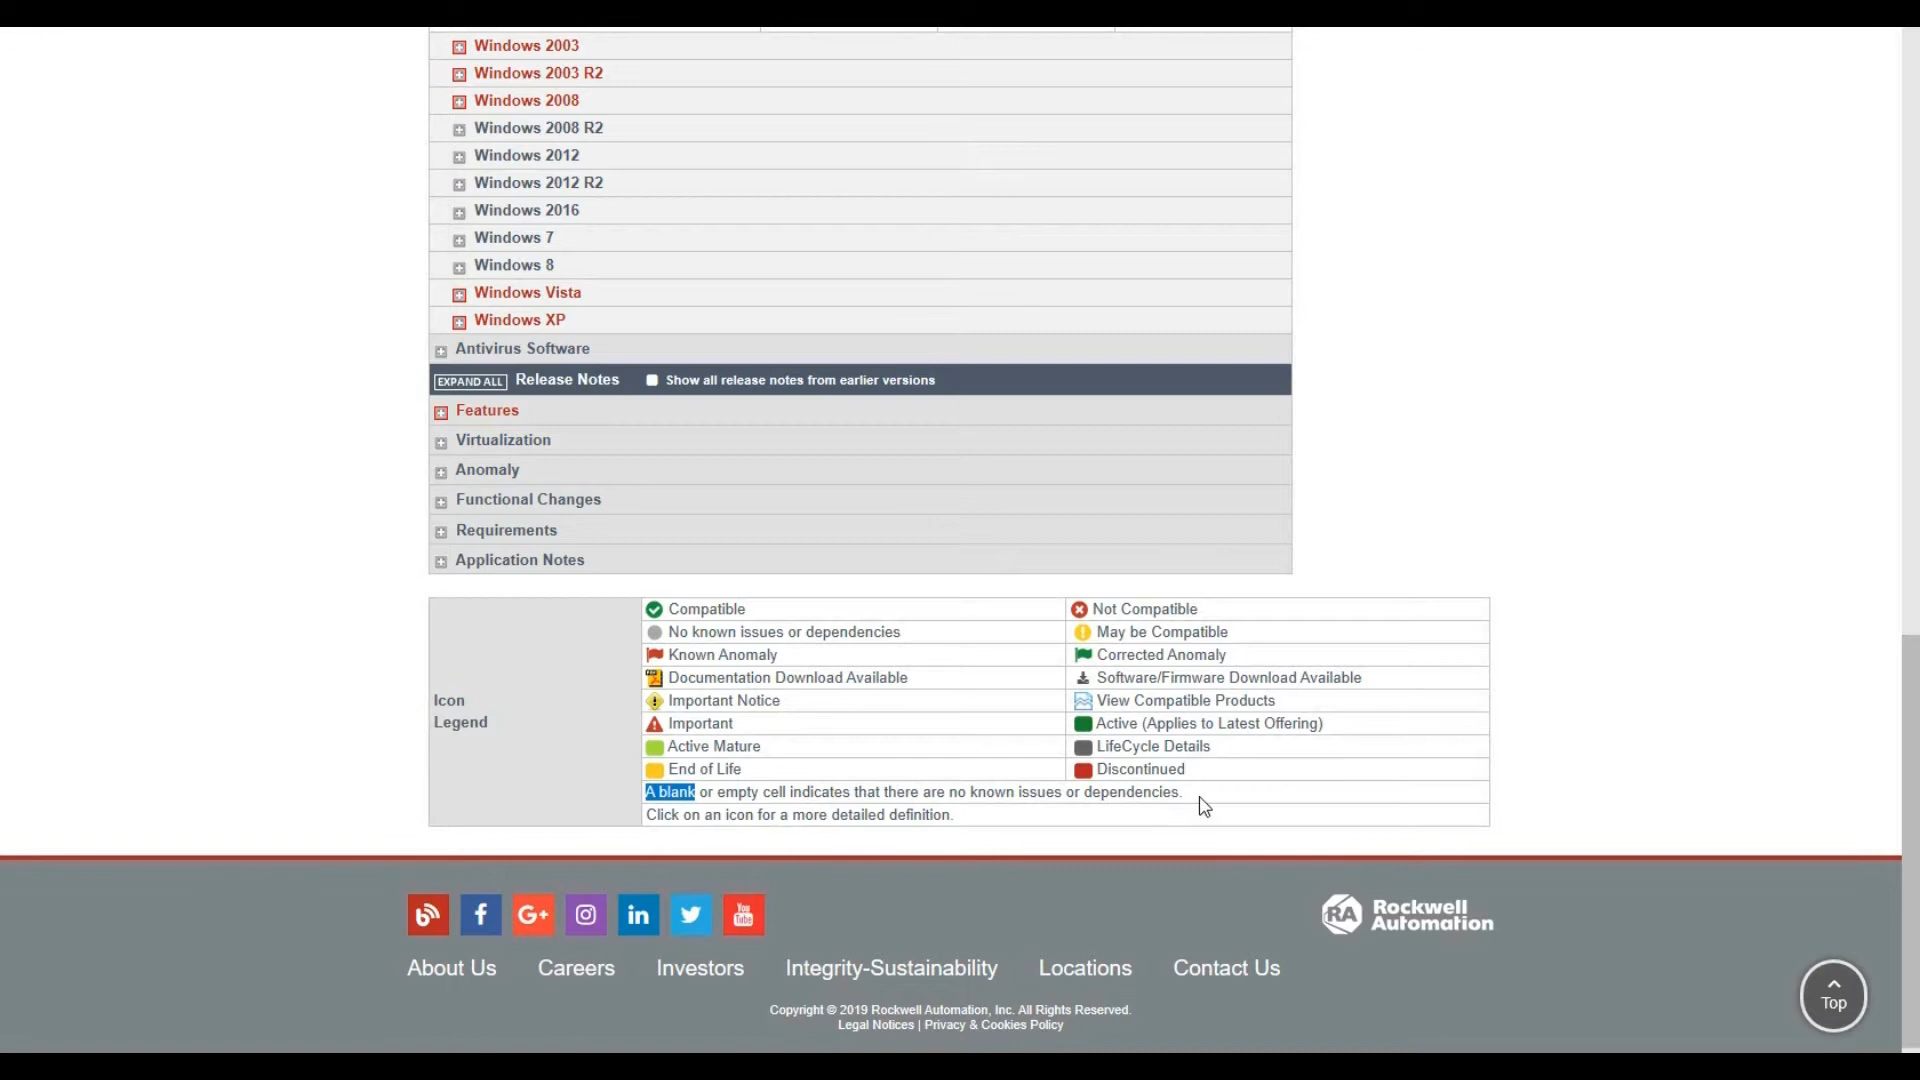 Windows 2003
Windows 2003 R2
Windows 2008
Windows 2008 R2
Windows 2012
Windows 2012 R2
Windows 2016
Windows 7
Windows 8
Windows Vista
Windows XP
Antivirus Software
EXPAND ALL Release Notes Show all release notes from earlier versions
Features
Virtualization
Anomaly
Functional Changes
Requirements
Application Notes
Icon
Legend
Compatible Not Compatible
No known issues or dependencies May be Compatible
Known Anomaly Corrected Anomaly
Documentation Download Available Software/Firmware Download Available
Important Notice View Compatible Products
Important Active (Applies to Latest Offering)
Active Mature LifeCycle Details
End of Life Discontinued
A blank or empty cell indicates that there are no known issues or dependencies.
Click on an icon for a more detailed definition.
f G+ in You Tube
RA Rockwell
Automation
About Us Careers Investors Integrity-Sustainability Locations Contact Us
Top
Copyright © 2019 Rockwell Automation, Inc. All Rights Reserved.
Legal Notices | Privacy & Cookies Policy